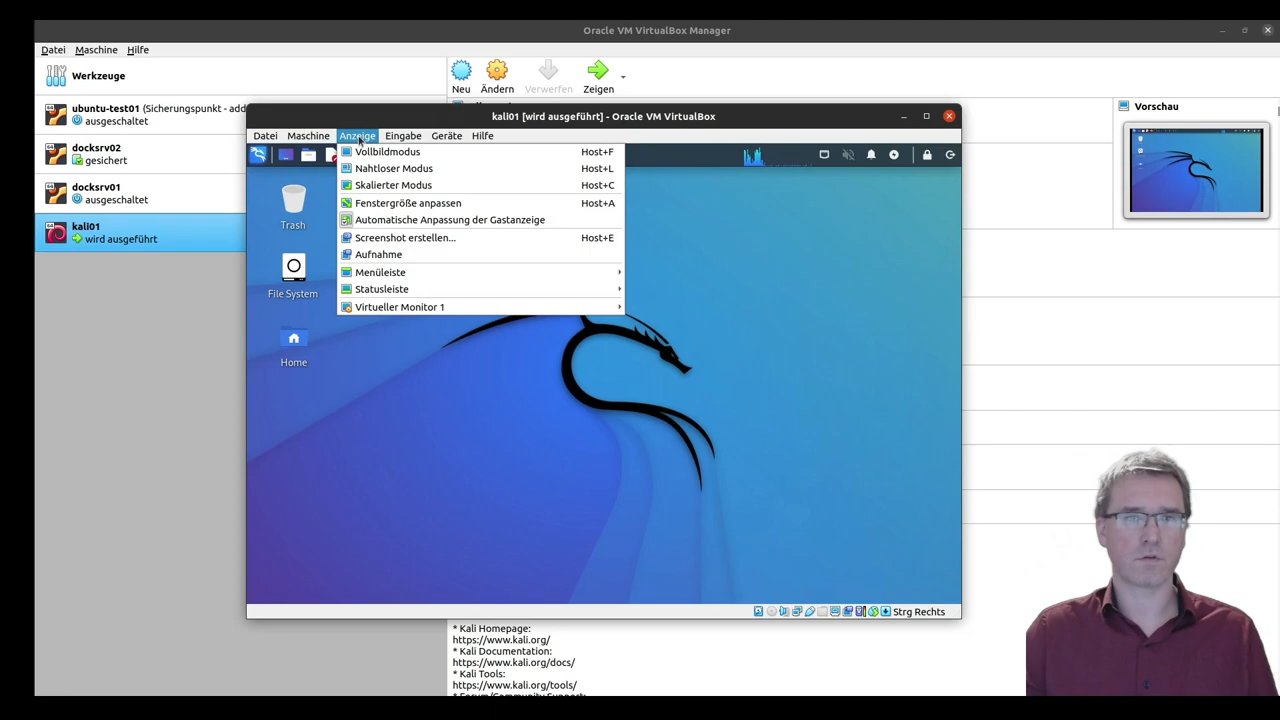 Oracle VM VirtualBox Manager
Datei Maschine Hilfe
Werkzeuge
Neu Ändern Verwerfen Zeigen
ubuntu-test01 (Sicherungspunkt - add
ausgeschaltet
docksrv02
gesichert
docksrv01
ausgeschaltet
kali01
wird ausgeführt
Vorschau
kali01 [wird ausgeführt] - Oracle VM VirtualBox
Datei Maschine Anzeige Eingabe Geräte Hilfe
Vollbildmodus Host+F
Nahtloser Modus Host+L
Skalierter Modus Host+C
Fenstergröße anpassen Host+A
Automatische Anpassung der Gastanzeige
Screenshot erstellen... Host+E
Aufnahme
Menüleiste
Statusleiste
Virtueller Monitor 1
Trash
File System
Home
Strg Rechts
* Kali Homepage:
https://www.kali.org/
* Kali Documentation:
https://www.kali.org/docs/
* Kali Tools:
https://www.kali.org/tools/